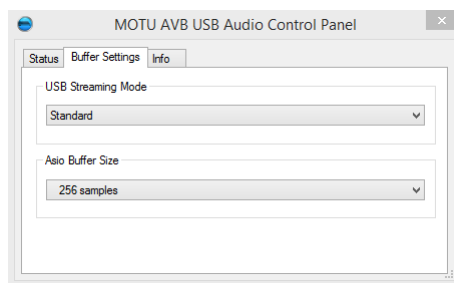 MOTU AVB USB Audio Control Panel
Status Buffer Settings Info
USB Streaming Mode
Standard
Asio Buffer Size
256 samples